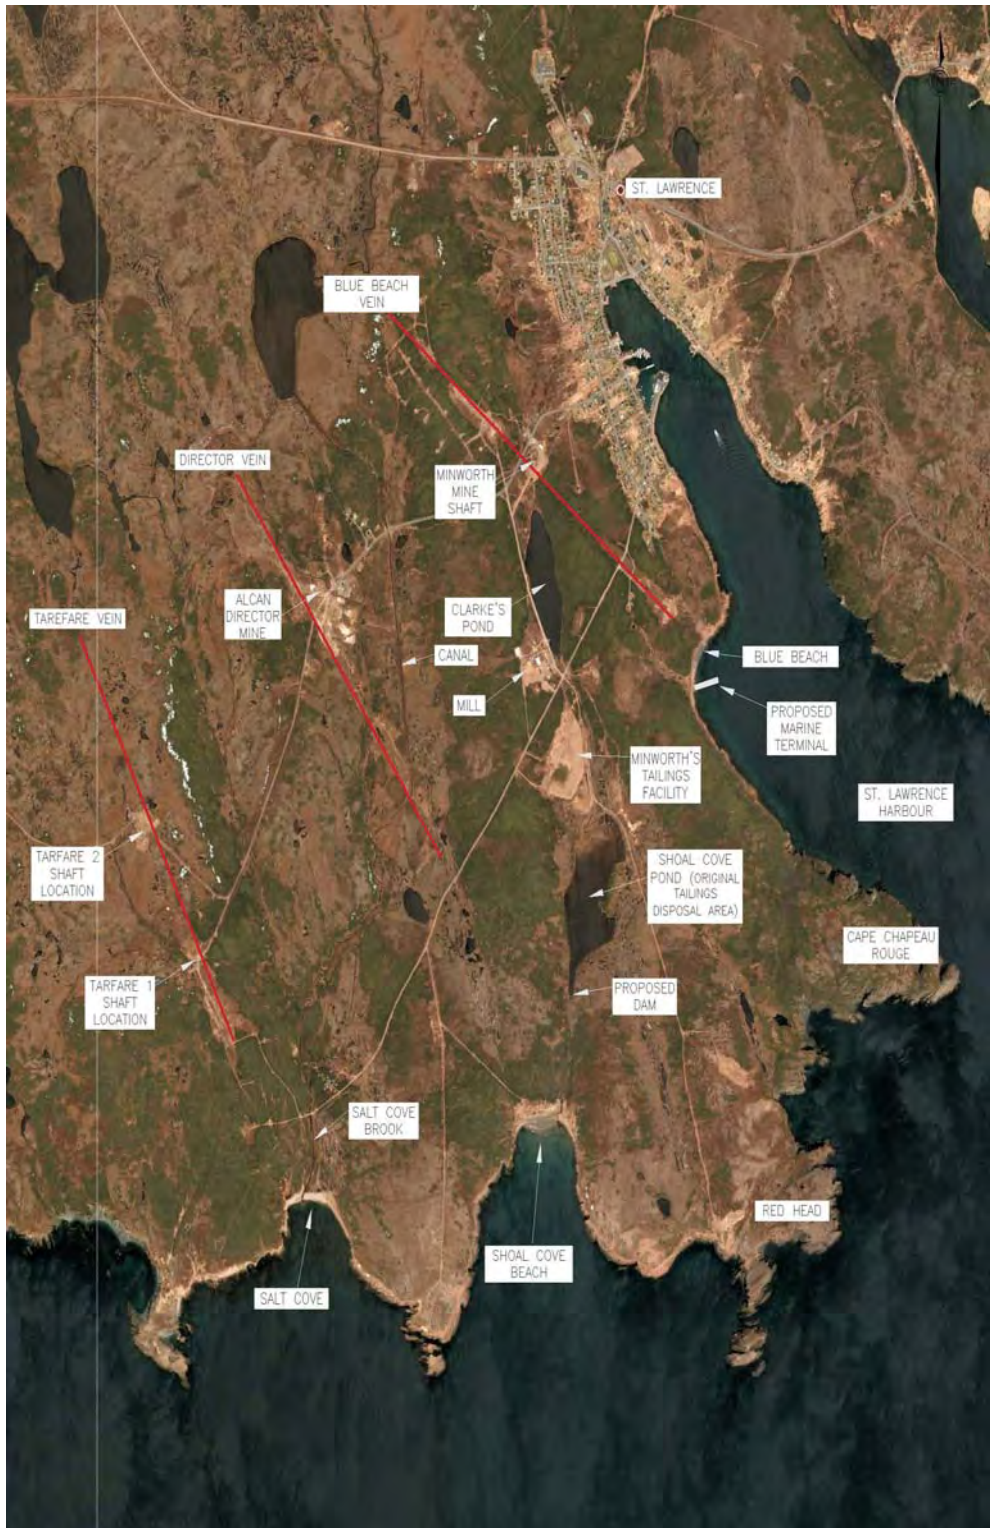 ST. LAWRENCE
BLUE BEACH
VEIN
DIRECTOR VEIN
MINWORTH
MINE
SHAFT
ALCAN
DIRECTOR
MINE
CLARKE'S
POND
TAREFARE VEIN
CANAL
BLUE BEACH
MILL
PROPOSED
MARINE
TERMINAL
MINWORTH'S
TAILINGS
FACILITY
ST. LAWRENCE
HARBOUR
TARFARE 2
SHAFT
LOCATION
SHOAL COVE
POND (ORIGINAL
TAILINGS
DISPOSAL AREA)
CAPE CHAPEAU
ROUGE
TARFARE 1
SHAFT
LOCATION
PROPOSED
DAM
SALT COVE
BROOK
RED HEAD
SHOAL COVE
BEACH
SALT COVE